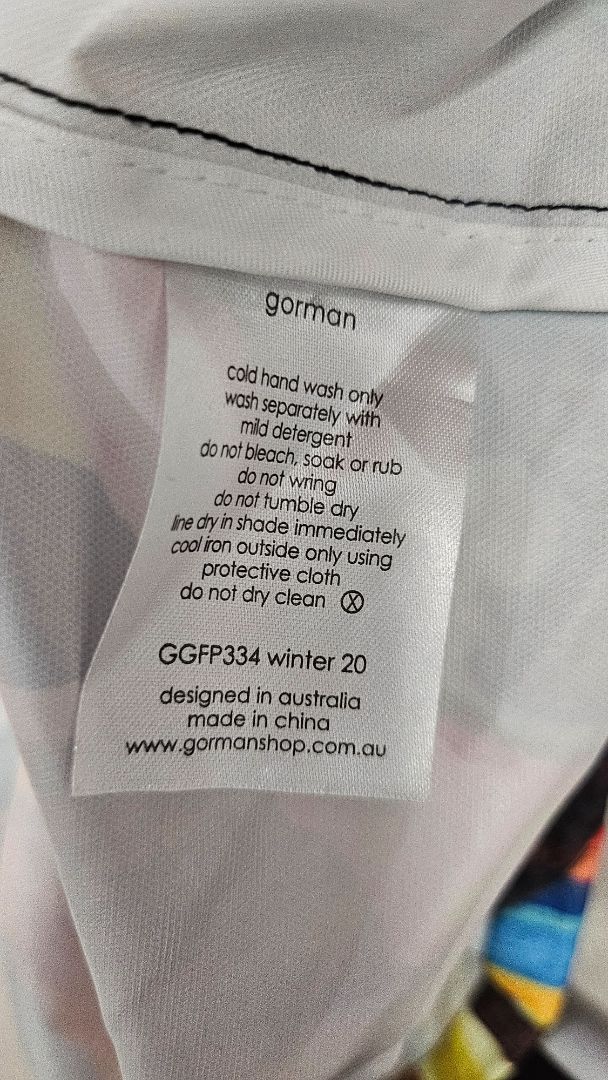 gorman
cold hand wash only
wash separately with
mild detergent
do not bleach, soak or rub
do not wring
do not tumble dry
line dry in shade immediately
cool iron outside only using
protective cloth
do not dry clean Ⓧ
GGFP334 winter 20
designed in australia
made in china
www.gormanshop.com.au